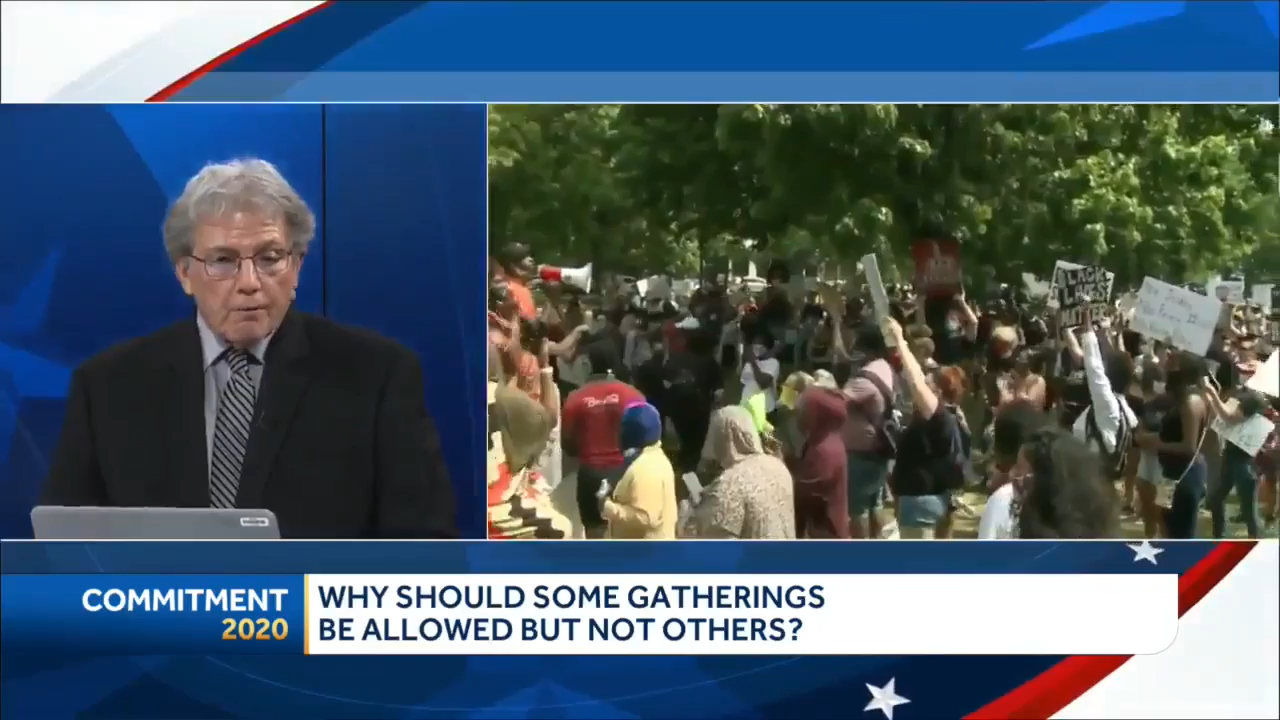 BLACK
LIVES
MATTER
COMMITMENT
2020
WHY SHOULD SOME GATHERINGS
BE ALLOWED BUT NOT OTHERS?